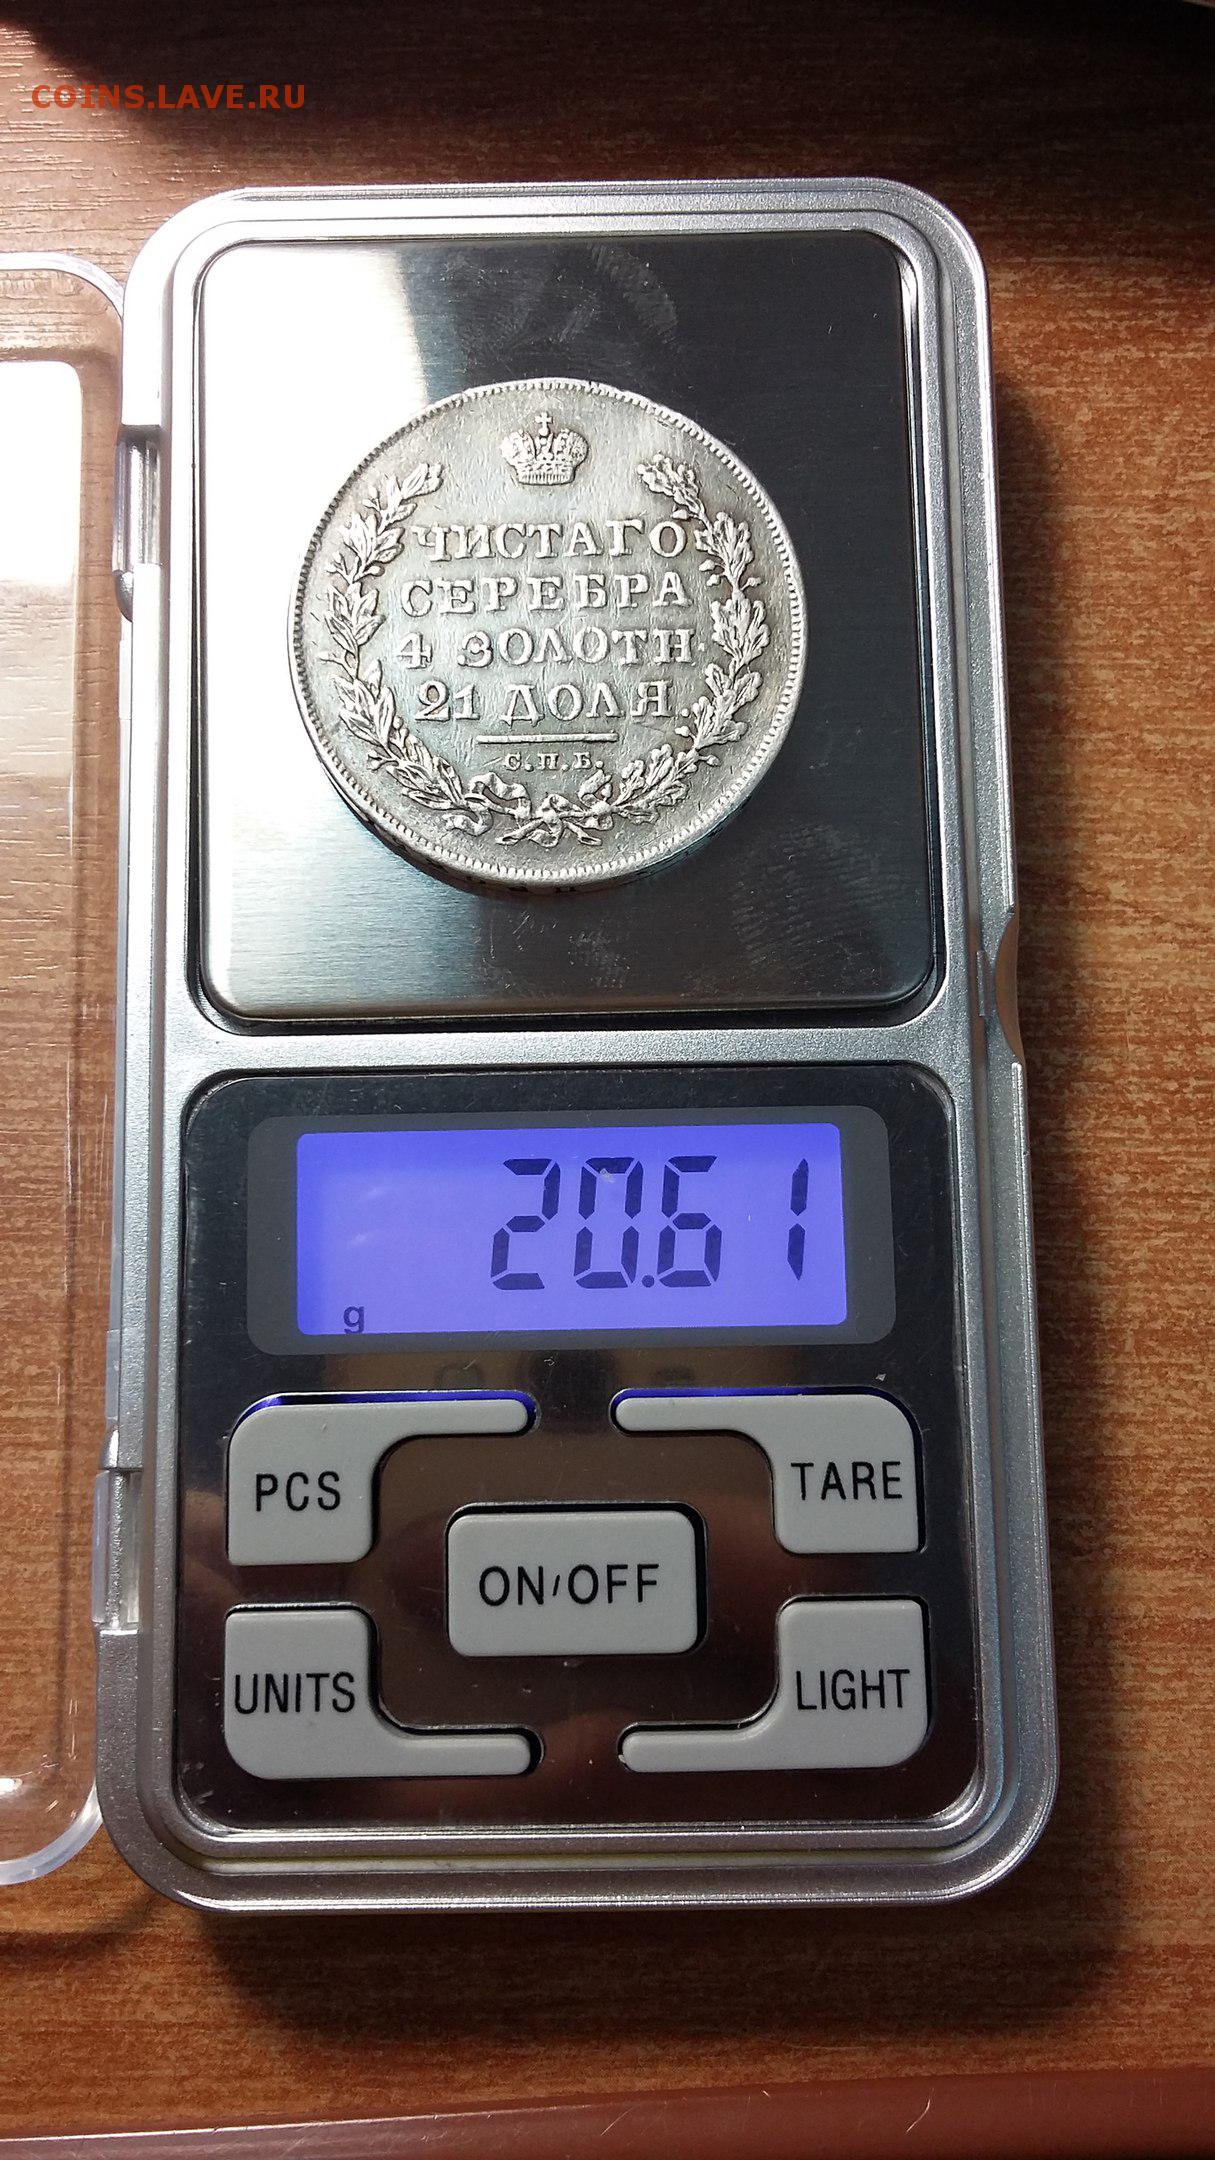 COINS.LAVE.RU
ЧИСТАГО
СЕРЕБРА
4 ЗОЛОТН.
21 ДОЛЯ.
С.П.Б.
20.61
g
PCS
TARE
ON/OFF
UNITS
LIGHT